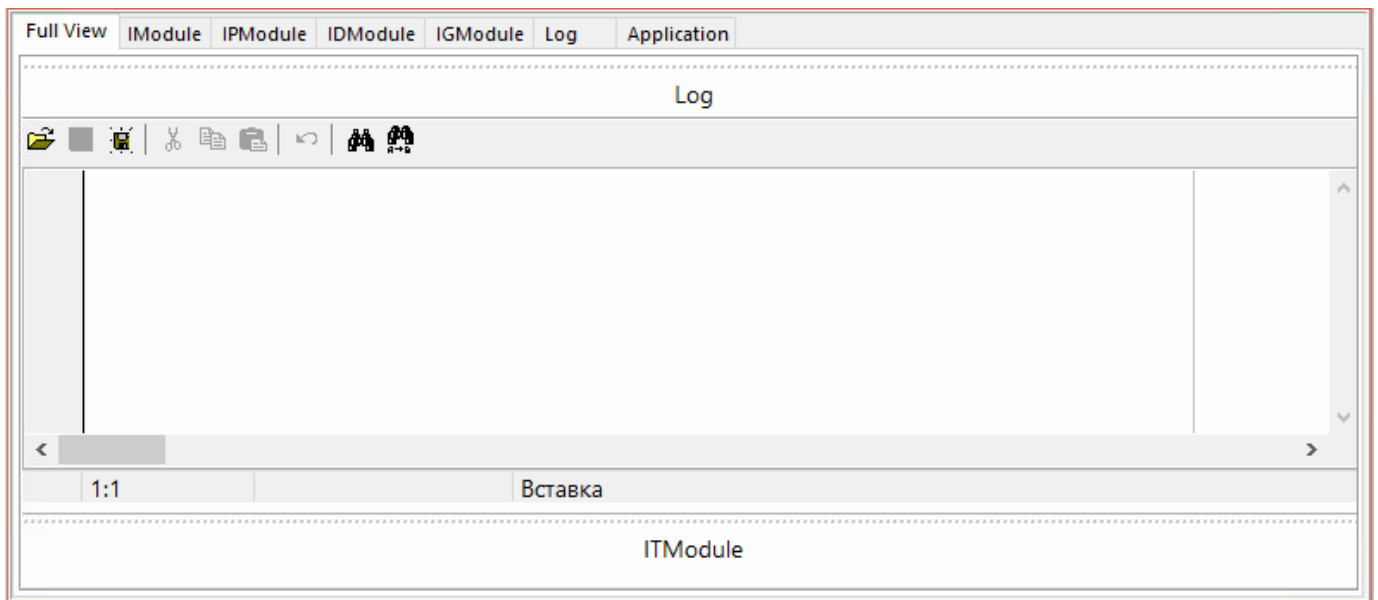 Full View IModule IPModule IDModule IGModule Log Application
Log
A→B
1:1 Вставка
ITModule